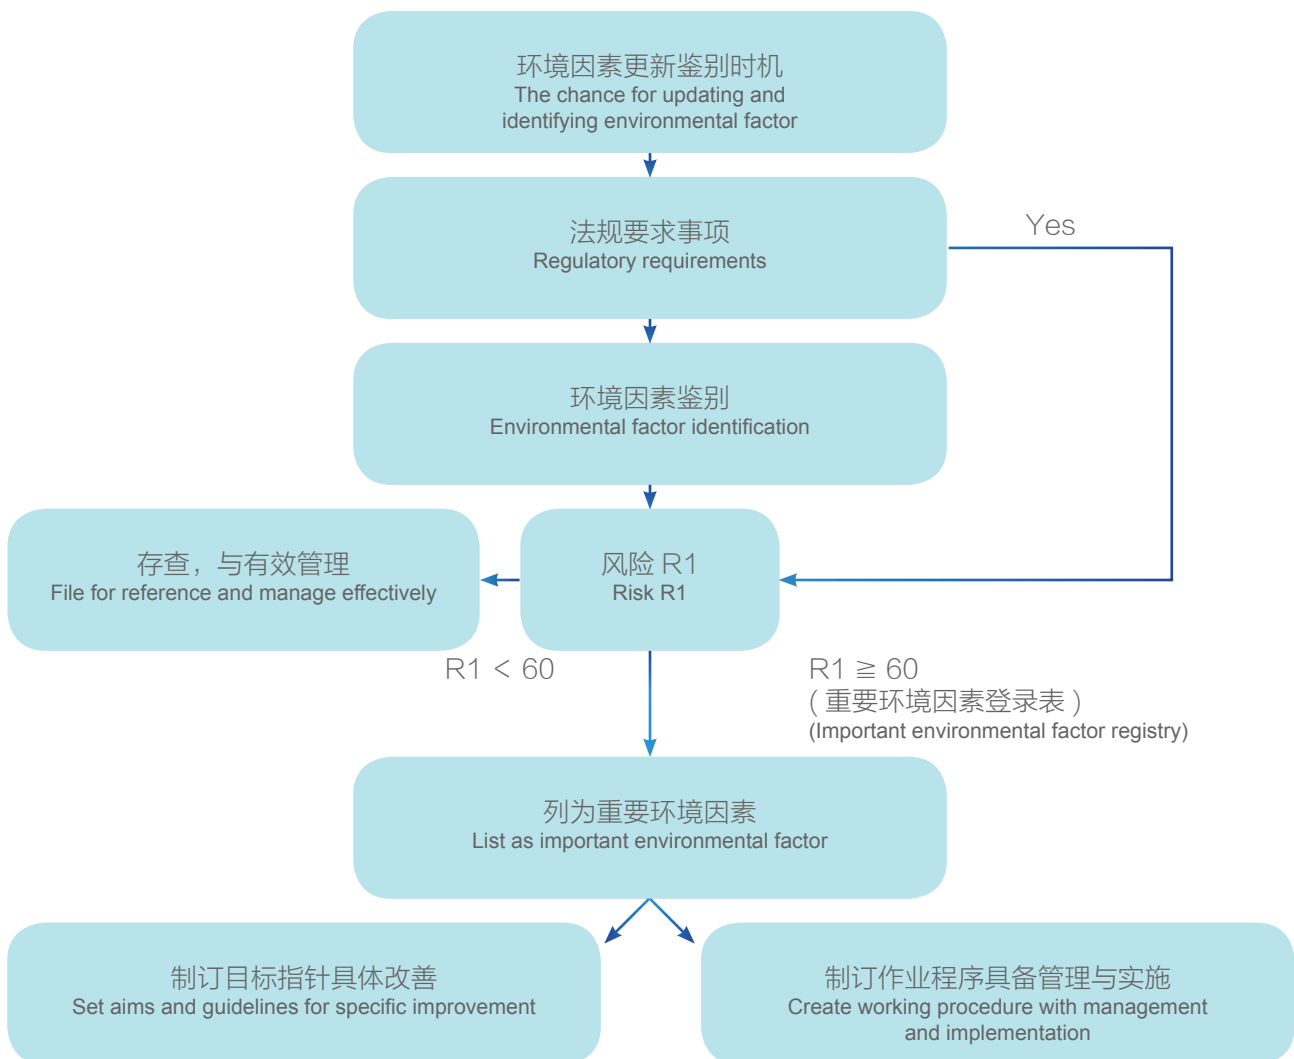 环境因素更新鉴别时机
The chance for updating and
identifying environmental factor
法规要求事项
Regulatory requirements
Yes
环境因素鉴别
Environmental factor identification
存查，与有效管理
File for reference and manage effectively
风险 R1
Risk R1
R1 < 60
R1 ≧ 60
( 重要环境因素登录表 )
(Important environmental factor registry)
列为重要环境因素
List as important environmental factor
制订目标指针具体改善
Set aims and guidelines for specific improvement
制订作业程序具备管理与实施
Create working procedure with management
and implementation